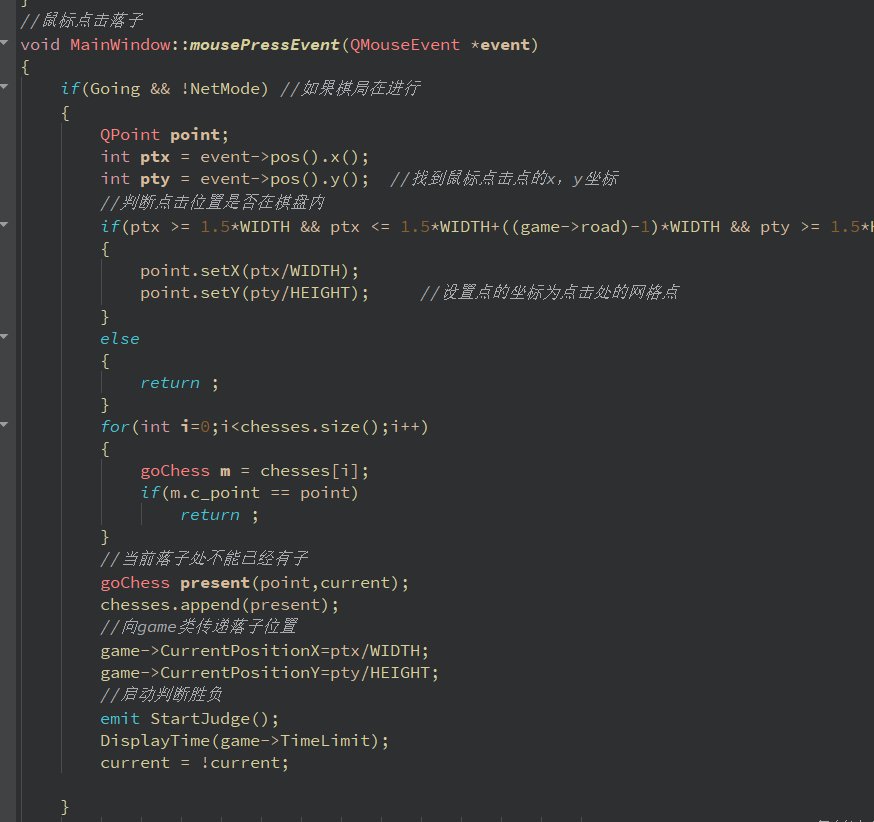 }
//鼠标点击落子
void MainWindow::mousePressEvent(QMouseEvent *event)
{
if(Going && !NetMode) //如果棋局在进行
{
QPoint point;
int ptx = event->pos().x();
int pty = event->pos().y(); //找到鼠标点击点的x，y坐标
//判断点击位置是否在棋盘内
if(ptx >= 1.5*WIDTH && ptx <= 1.5*WIDTH+((game->road)-1)*WIDTH && pty >= 1.5*
{
point.setX(ptx/WIDTH);
point.setY(pty/HEIGHT); //设置点的坐标为点击处的网格点
}
else
{
return ;
}
for(int i=0;i<chesses.size();i++)
{
goChess m = chesses[i];
if(m.c_point == point)
return ;
}
//当前落子处不能已经有子
goChess present(point,current);
chesses.append(present);
//向game类传递落子位置
game->CurrentPositionX=ptx/WIDTH;
game->CurrentPositionY=pty/HEIGHT;
//启动判断胜负
emit StartJudge();
DisplayTime(game->TimeLimit);
current = !current;
}